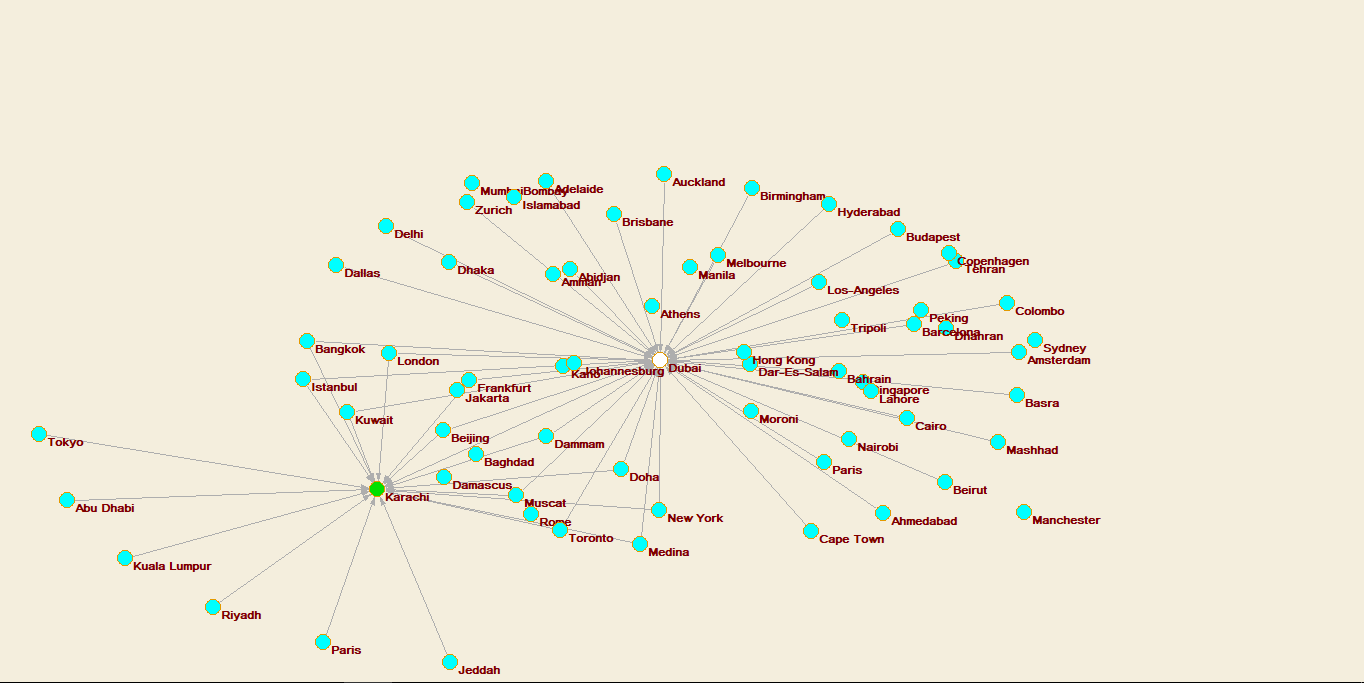 Auckland
MumbaiBombay
Adelaide
Birmingham
Islamabad
Zurich
Hyderabad
Brisbane
Delhi
Budapest
Copenhagen
Melbourne
Tehran
Dhaka
Dallas
Manila
Abidjan
Amman
Los-Angeles
Colombo
Athens
Peking
Tripoli
Barcelona
Dhahran
Bangkok
Sydney
London
Hong Kong
Amsterdam
Johannesburg
Dubai
Kano
Dar-Es-Salam
Bahrain
Istanbul
Frankfurt
Jakarta
Lahore
Basra
Kuwait
Moroni
Cairo
Beijing
Tokyo
Dammam
Nairobi
Mashhad
Baghdad
Paris
Doha
Damascus
Beirut
Karachi
Muscat
Abu Dhabi
New York
Rome
Ahmedabad
Manchester
Toronto
Cape Town
Medina
Kuala Lumpur
Riyadh
Paris
Jeddah